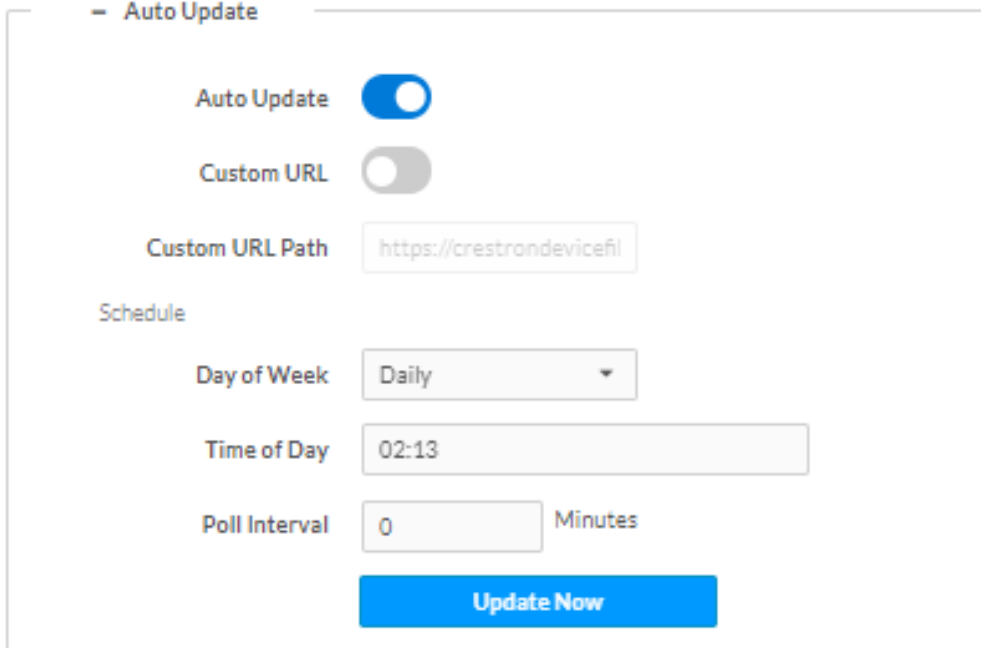 − Auto Update
Auto Update
Custom URL
Custom URL Path https://crestrondevicefil
Schedule
Day of Week Daily
Time of Day 02:13
Poll Interval 0 Minutes
Update Now